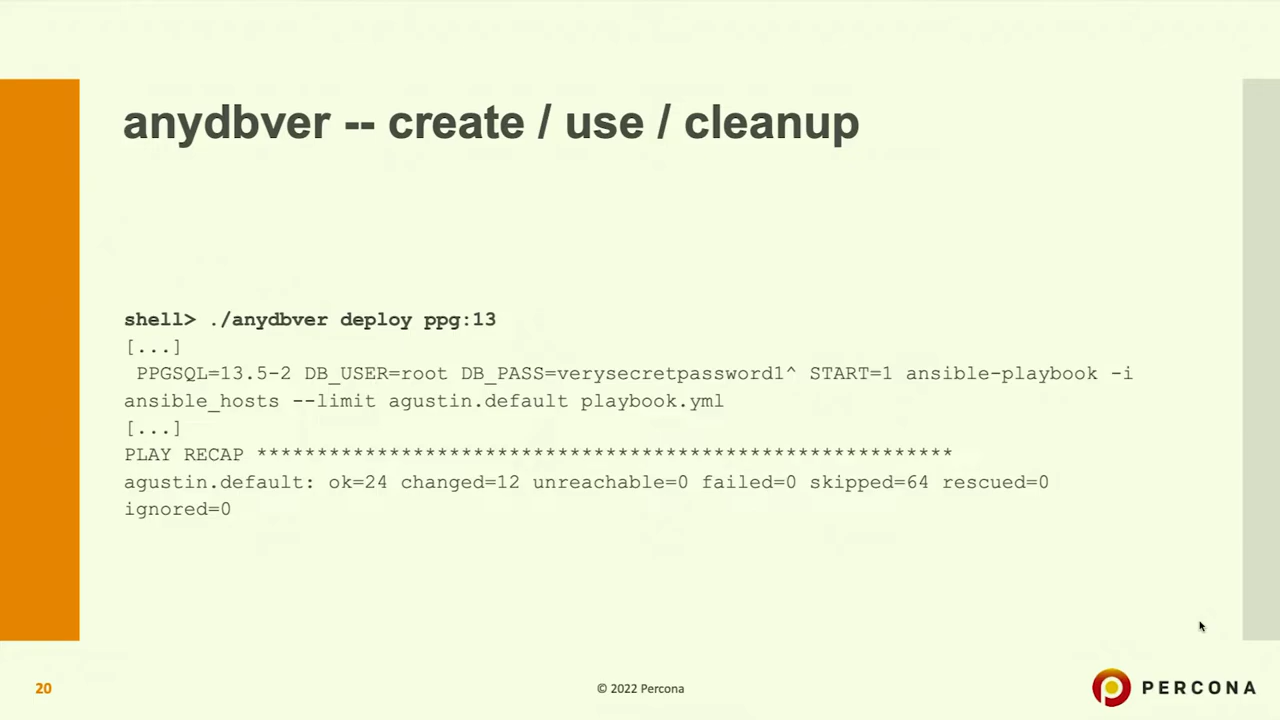 anydbver -- create / use / cleanup
shell> ./anydbver deploy ppg:13
[...]
PPGSQL=13.5-2 DB_USER=root DB_PASS=verysecretpassword1^ START=1 ansible-playbook -i
ansible_hosts --limit agustin.default playbook.yml
[...]
PLAY RECAP **********************************************************
agustin.default: ok=24 changed=12 unreachable=0 failed=0 skipped=64 rescued=0
ignored=0
20
© 2022 Percona
PERCONA